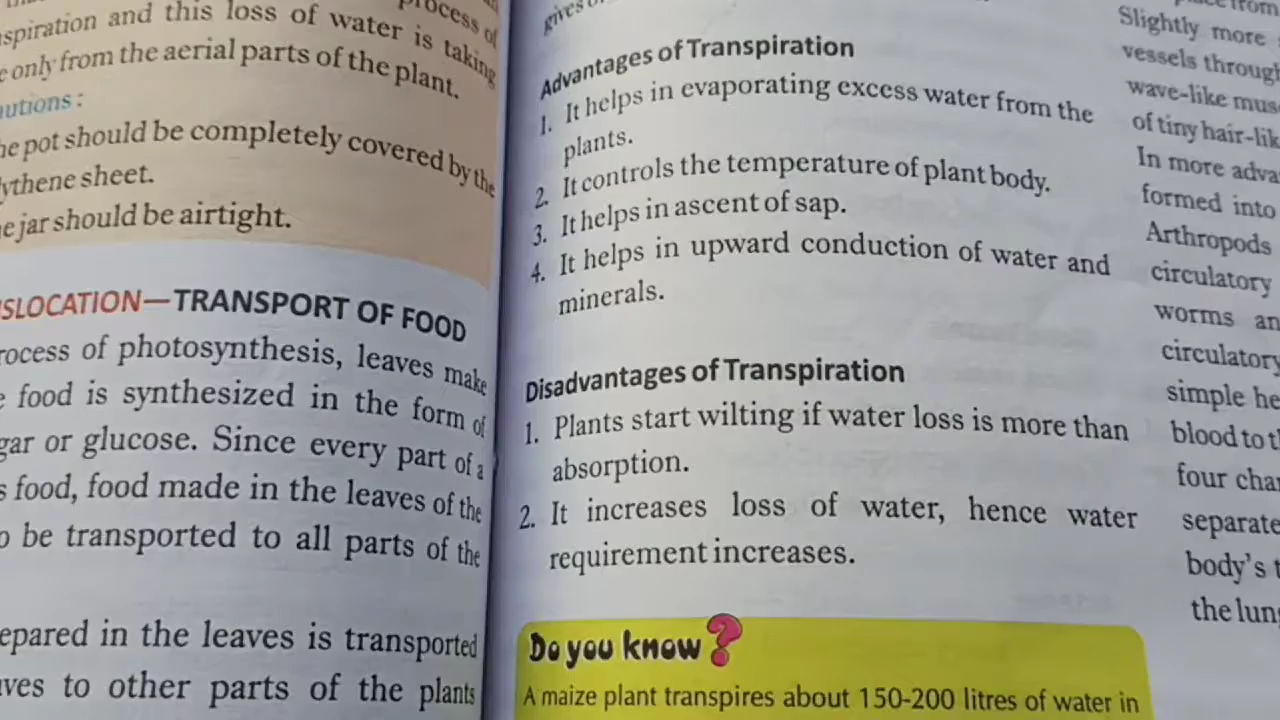 process of
spiration and this loss of water is taking
only from the aerial parts of the plant.
autions :
pot should be completely covered by the
ythene sheet.
jar should be airtight.
SLOCATION—TRANSPORT OF FOOD
rocess of photosynthesis, leaves make
food is synthesized in the form of
gar or glucose. Since every part of a
s food, food made in the leaves of the
o be transported to all parts of the
epared in the leaves is transported
aves to other parts of the plants
gives
Advantages of Transpiration
1. It helps in evaporating excess water from the
plants.
2. It controls the temperature of plant body.
3. It helps in ascent of sap.
4. It helps in upward conduction of water and
minerals.
Disadvantages of Transpiration
1. Plants start wilting if water loss is more than
absorption.
2. It increases loss of water, hence water
requirement increases.
Do you know?
A maize plant transpires about 150-200 litres of water in
from
Slightly more
vessels through
wave-like mus
of tiny hair-lik
In more adva
formed into
Arthropods
circulatory
worms an
circulatory
simple he
blood to t
four cha
separate
body's t
the lun